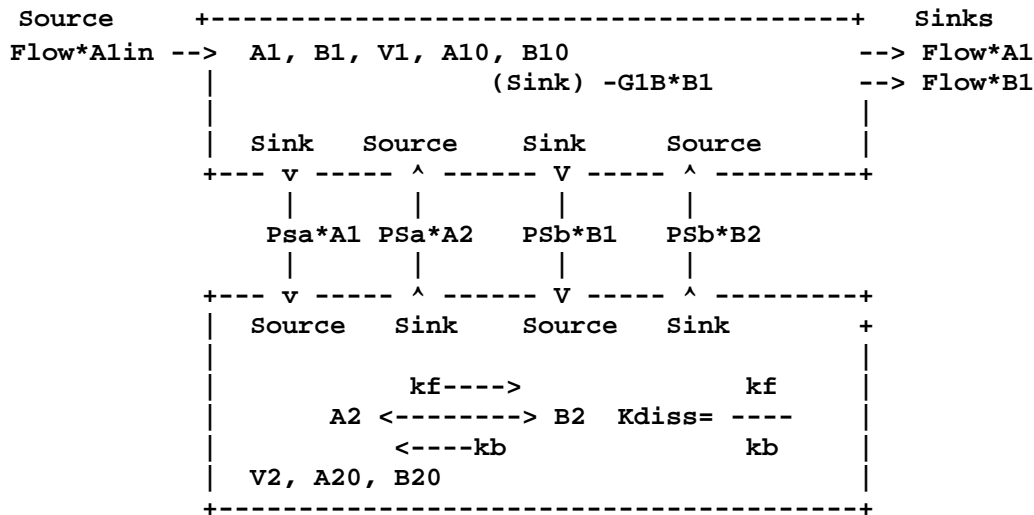 Source +-----------------------------------------+ Sinks
Flow*A1in --> A1, B1, V1, A10, B10 --> Flow*A1
| (Sink) -G1B*B1 --> Flow*B1
| |
| Sink Source Sink Source |
+--- v ----- ^ ------ V ----- ^ ---------+
| | | |
Psa*A1 PSa*A2 PSb*B1 PSb*B2
| | | |
+--- v ----- ^ ------ V ----- ^ ---------+
| Source Sink Source Sink +
| |
| kf----> kf |
| A2 <--------> B2 Kdiss= ---- |
| <----kb kb |
| V2, A20, B20 |
+----------------------------------------+